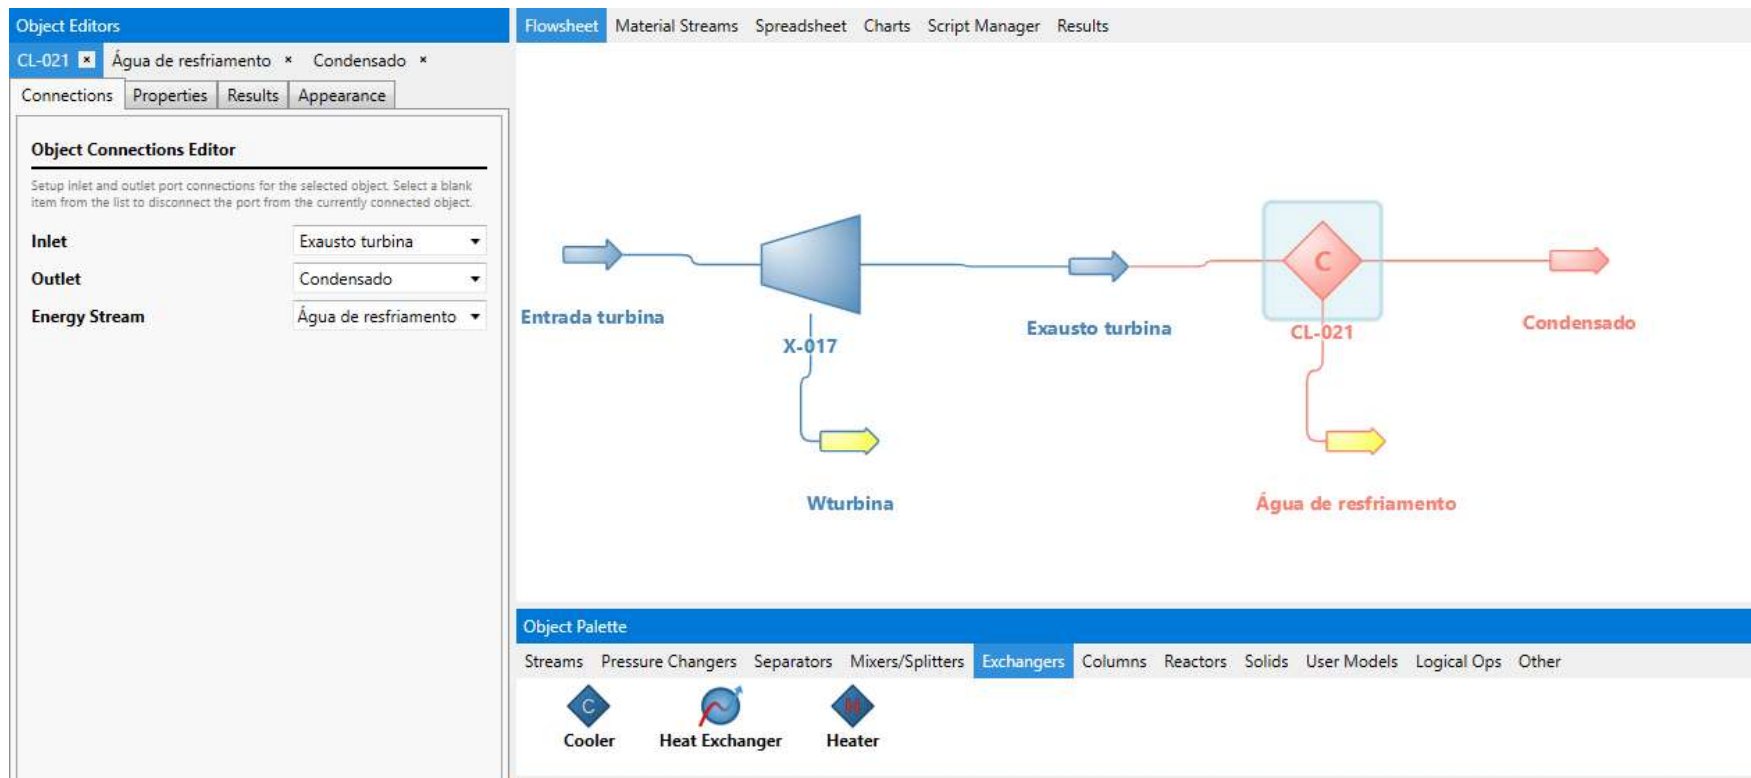 Object Editors
CL-021 Água de resfriamento Condensado
Connections Properties Results Appearance
Object Connections Editor
Setup inlet and outlet port connections for the selected object. Select a blank
item from the list to disconnect the port from the currently connected object.
Inlet Exausto turbina
Outlet Condensado
Energy Stream Água de resfriamento
Flowsheet Material Streams Spreadsheet Charts Script Manager Results
Entrada turbina
X-017
Wturbina
Exausto turbina
C
CL-021
Água de resfriamento
Condensado
Object Palette
Streams Pressure Changers Separators Mixers/Splitters Exchangers Columns Reactors Solids User Models Logical Ops Other
C H
Cooler Heat Exchanger Heater